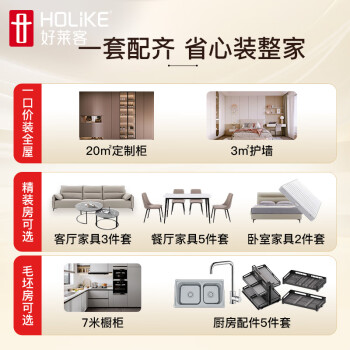 HOLiKE®
好莱客
一套配齐 省心装整家
一口价装全屋
20㎡定制柜
3㎡护墙
精装房可选
客厅家具3件套
餐厅家具5件套
卧室家具2件套
毛坯房可选
7米橱柜
厨房配件5件套